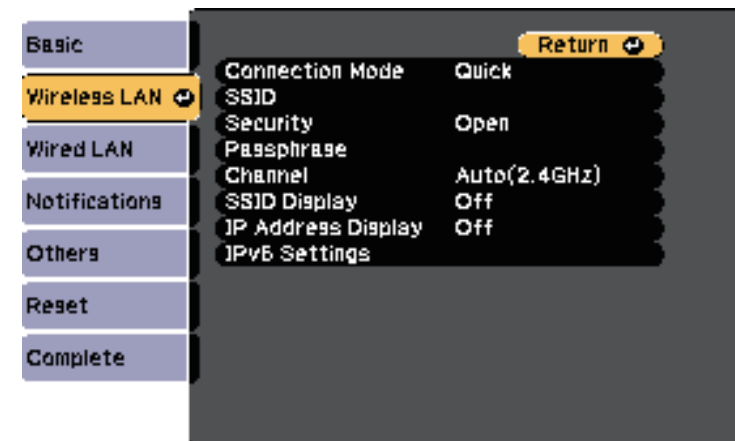 Basic
Wireless LAN
Wired LAN
Notifications
Others
Reset
Complete
Return
Connection Mode Quick
SSID
Security Open
Passphrase
Channel Auto(2.4GHz)
SSID Display Off
IP Address Display Off
IPv6 Settings